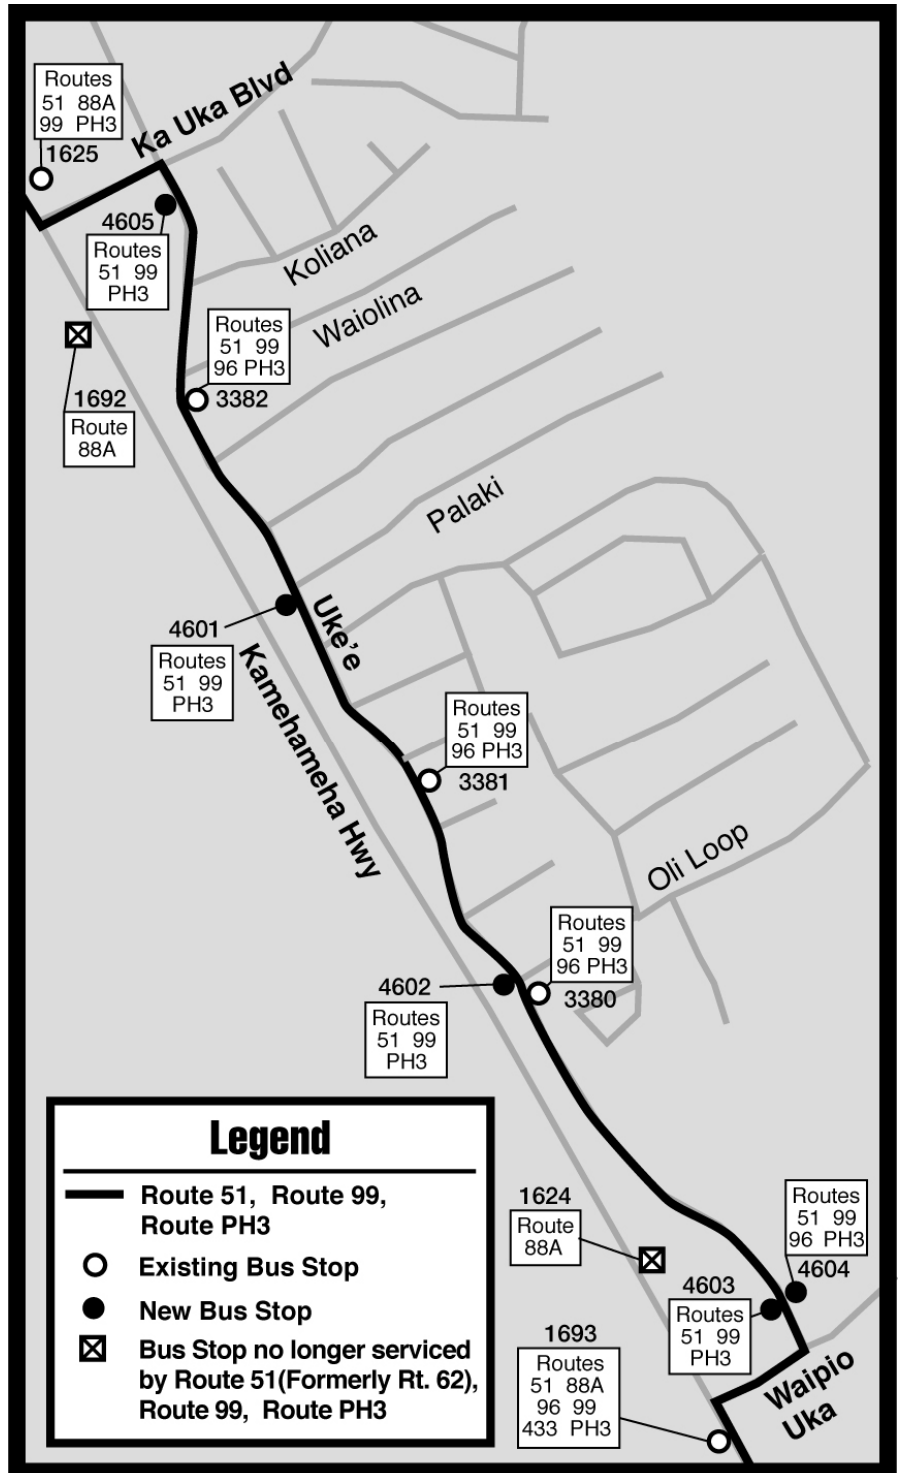 Routes
51 88A
99 PH3
1625
Ka Uka Blvd
4605
Routes
51 99
PH3
Koliana
Waiolina
Routes
51 99
96 PH3
3382
1692
Route
88A
Palaki
4601
Routes
51 99
PH3
Uke'e
Kamehameha Hwy
Routes
51 99
96 PH3
3381
Oli Loop
Routes
51 99
96 PH3
3380
4602
Routes
51 99
PH3
Legend
Route 51, Route 99,
Route PH3
Existing Bus Stop
New Bus Stop
Bus Stop no longer serviced
by Route 51(Formerly Rt. 62),
Route 99, Route PH3
1624
Route
88A
Routes
51 99
96 PH3
4604
4603
Routes
51 99
PH3
1693
Routes
51 88A
96 99
433 PH3
Waipio
Uka